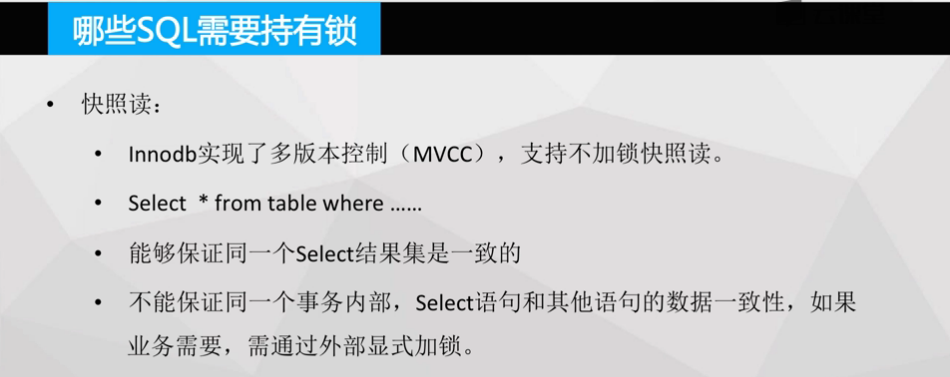 哪些SQL需要持有锁
• 快照读：
• Innodb实现了多版本控制（MVCC），支持不加锁快照读。
• Select * from table where ……
• 能够保证同一个Select结果集是一致的
• 不能保证同一个事务内部，Select语句和其他语句的数据一致性，如果
业务需要，需通过外部显式加锁。